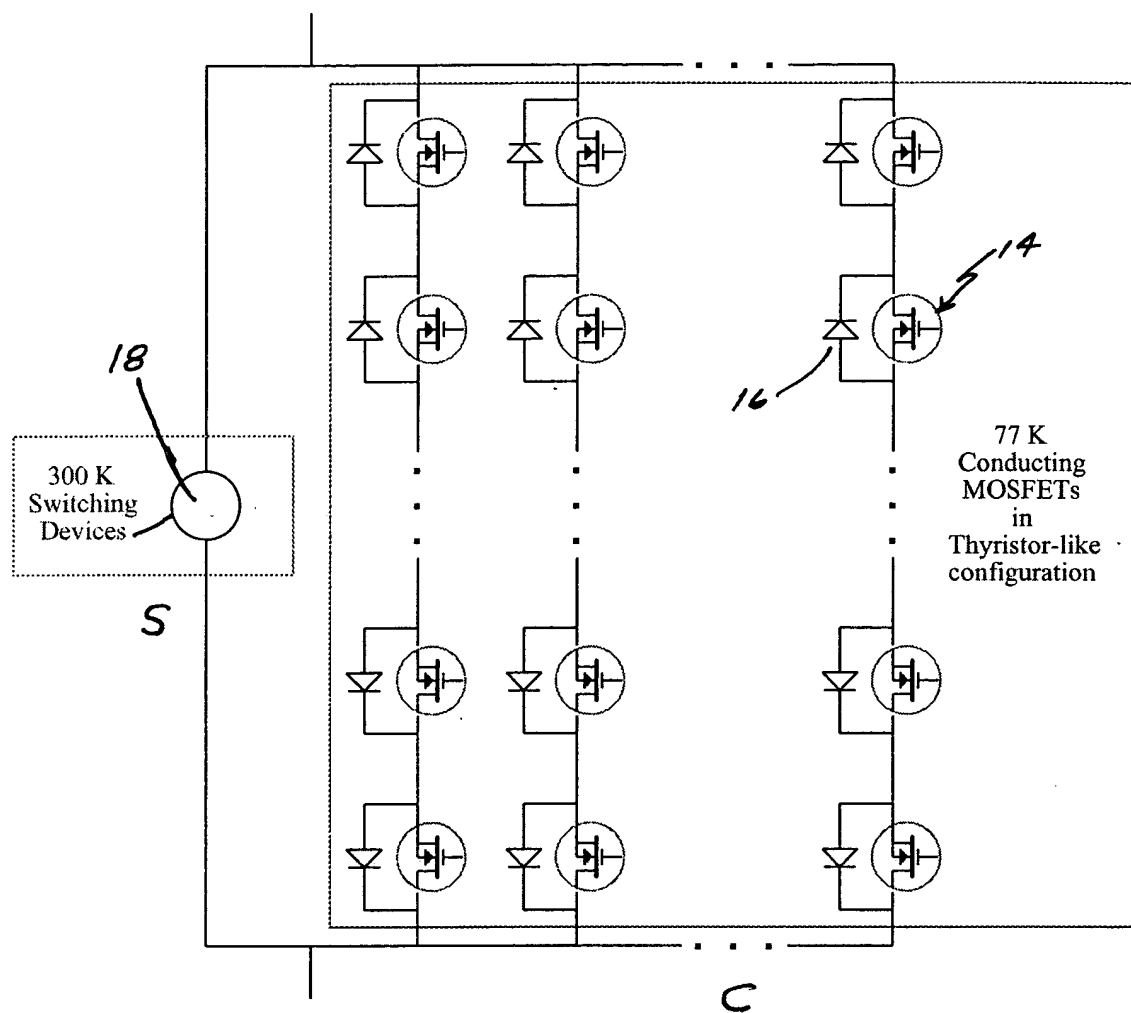 14
18
16
300 K
Switching
Devices
77 K
Conducting
MOSFETs
in
Thyristor-like
configuration
S
C